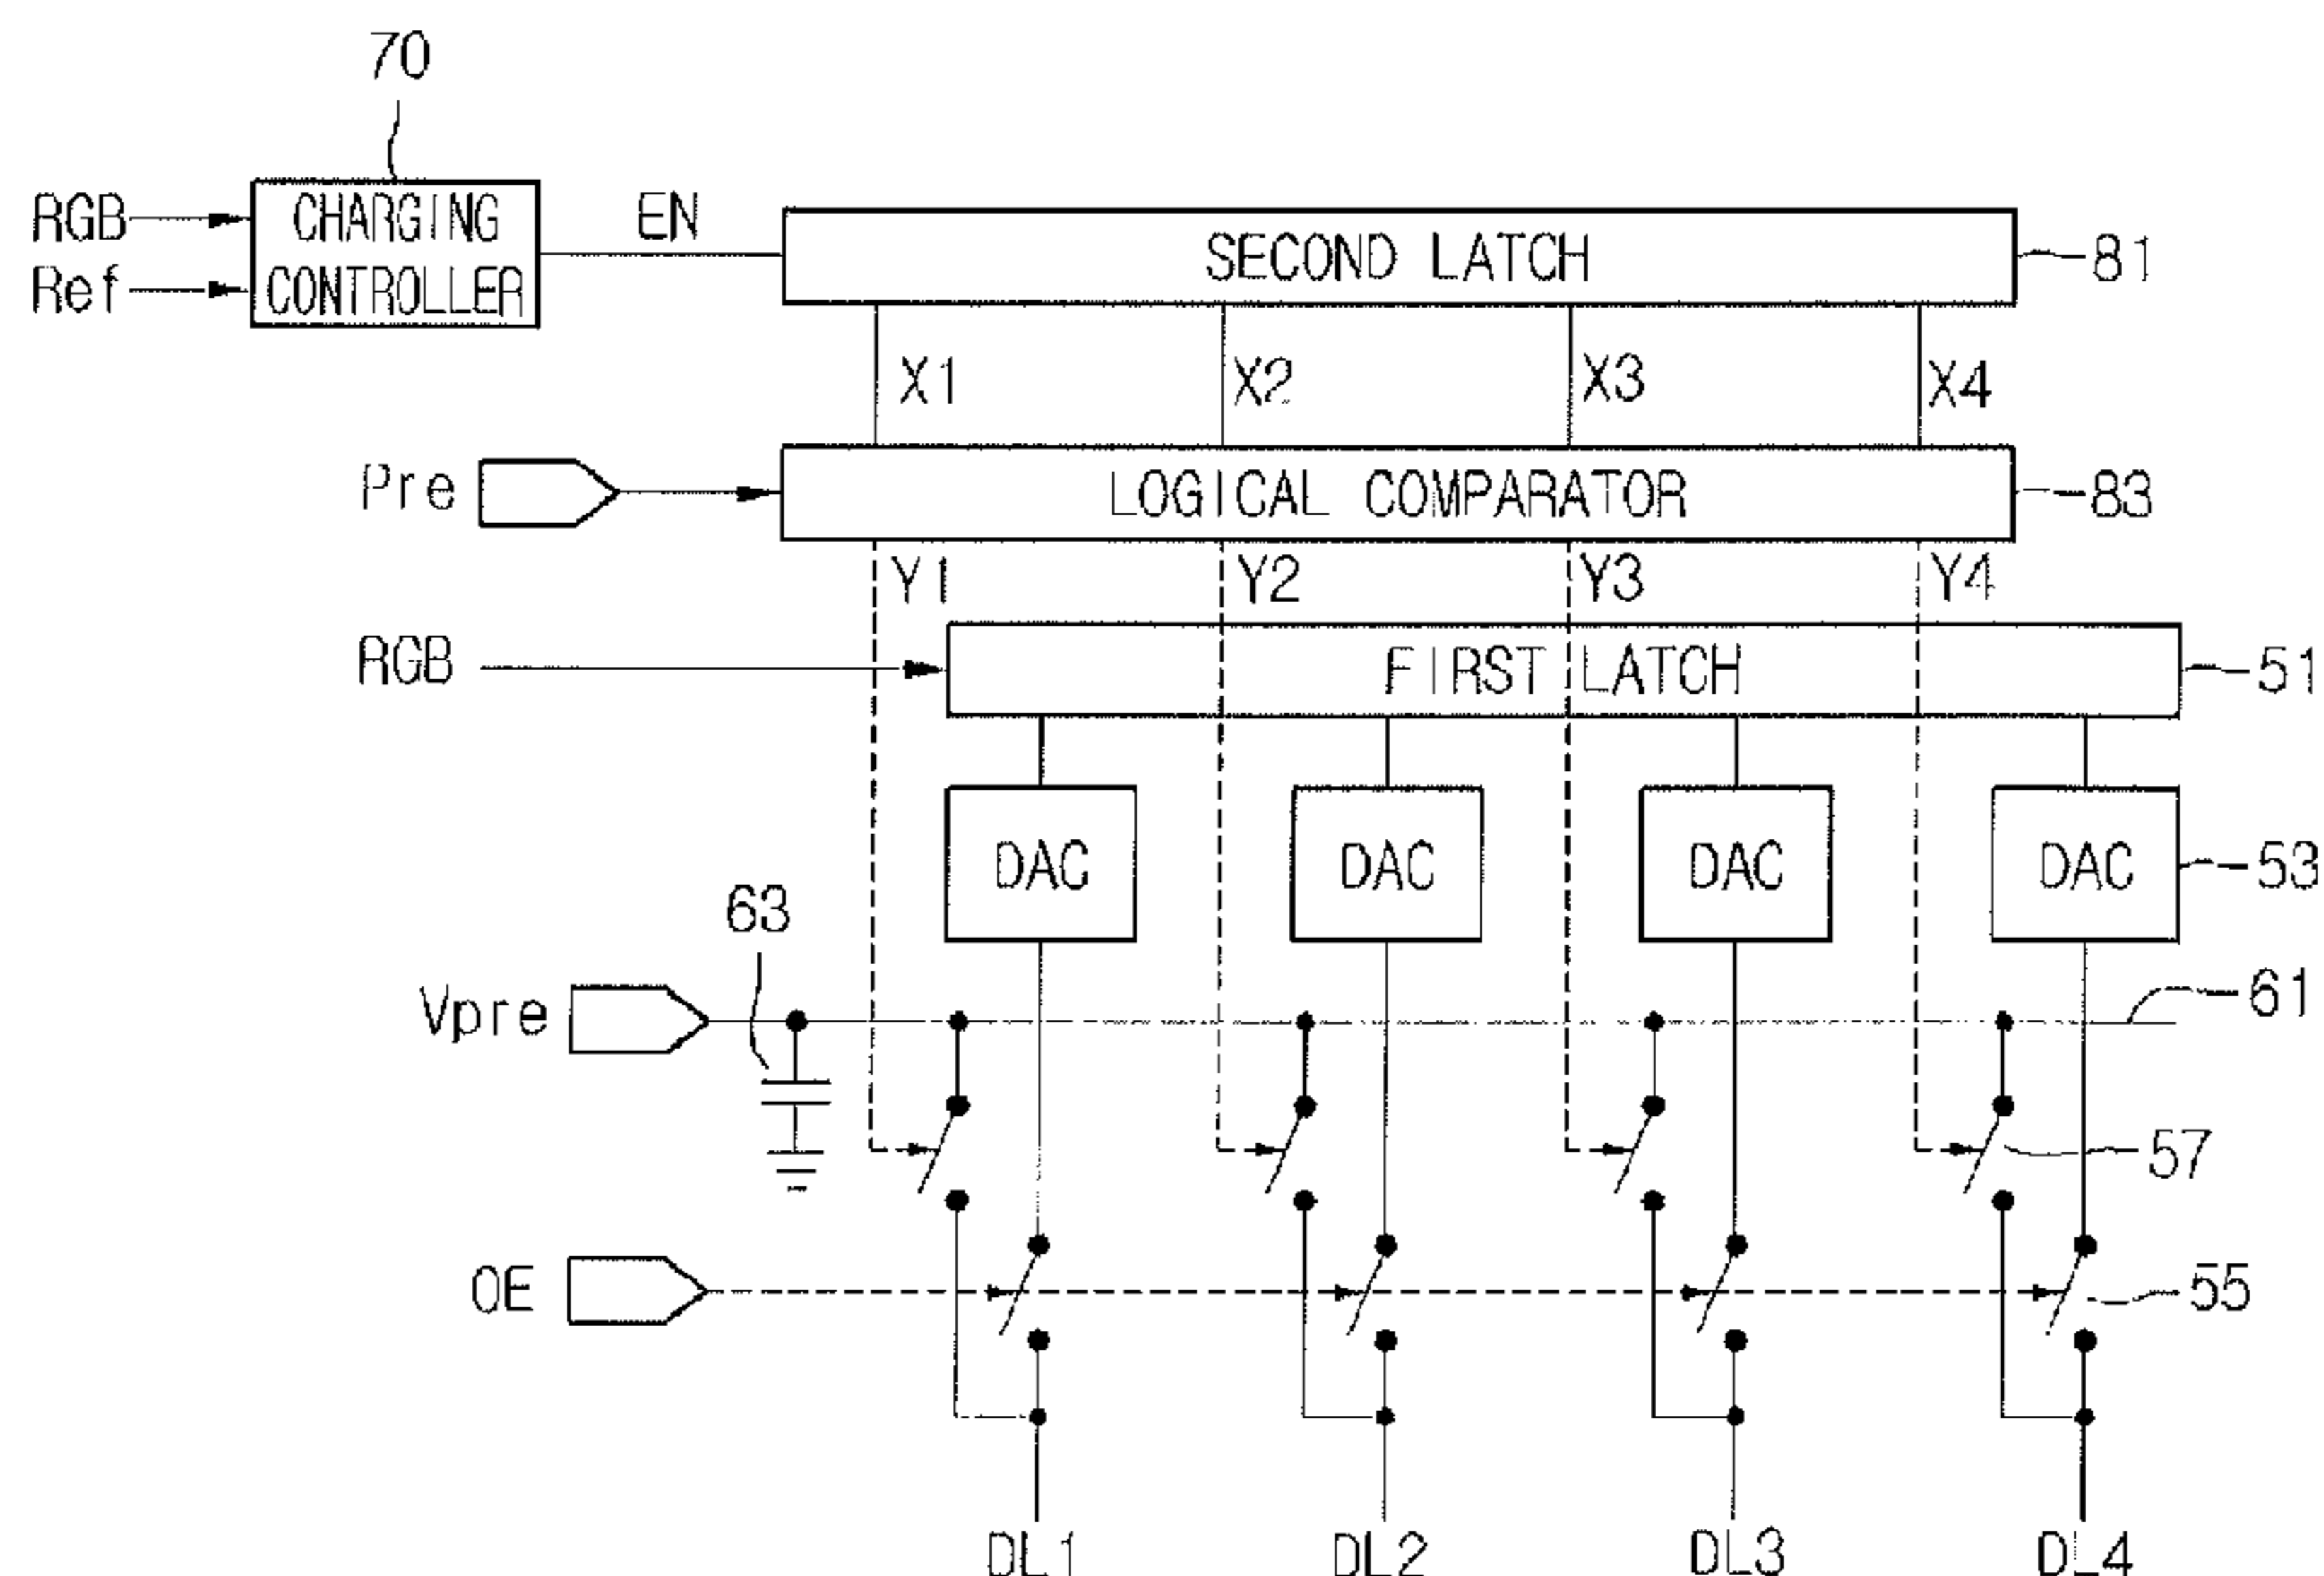 70
RGB
Ref
CHARGING
CONTROLLER
EN
SECOND LATCH
81
X1 X2 X3 X4
Pre
LOGICAL COMPARATOR
83
Y1 Y2 Y3 Y4
RGB
FIRST LATCH
51
DAC DAC DAC DAC
53
63
Vpre
61
57
OE
55
DL1 DL2 DL3 DL4